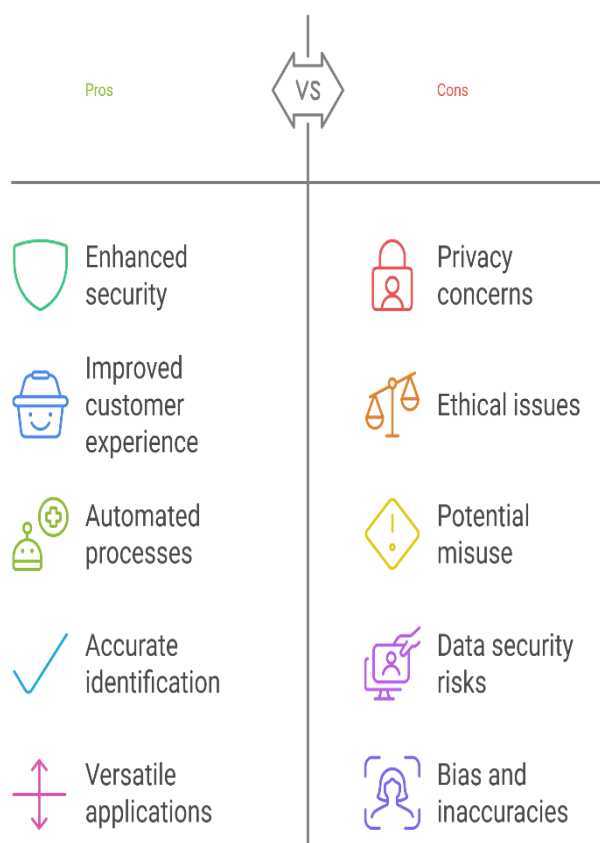 Pros
VS
Cons
Enhanced
security
Improved
customer
experience
Automated
processes
Accurate
identification
Versatile
applications
Privacy
concerns
Ethical issues
Potential
misuse
Data security
risks
Bias and
inaccuracies